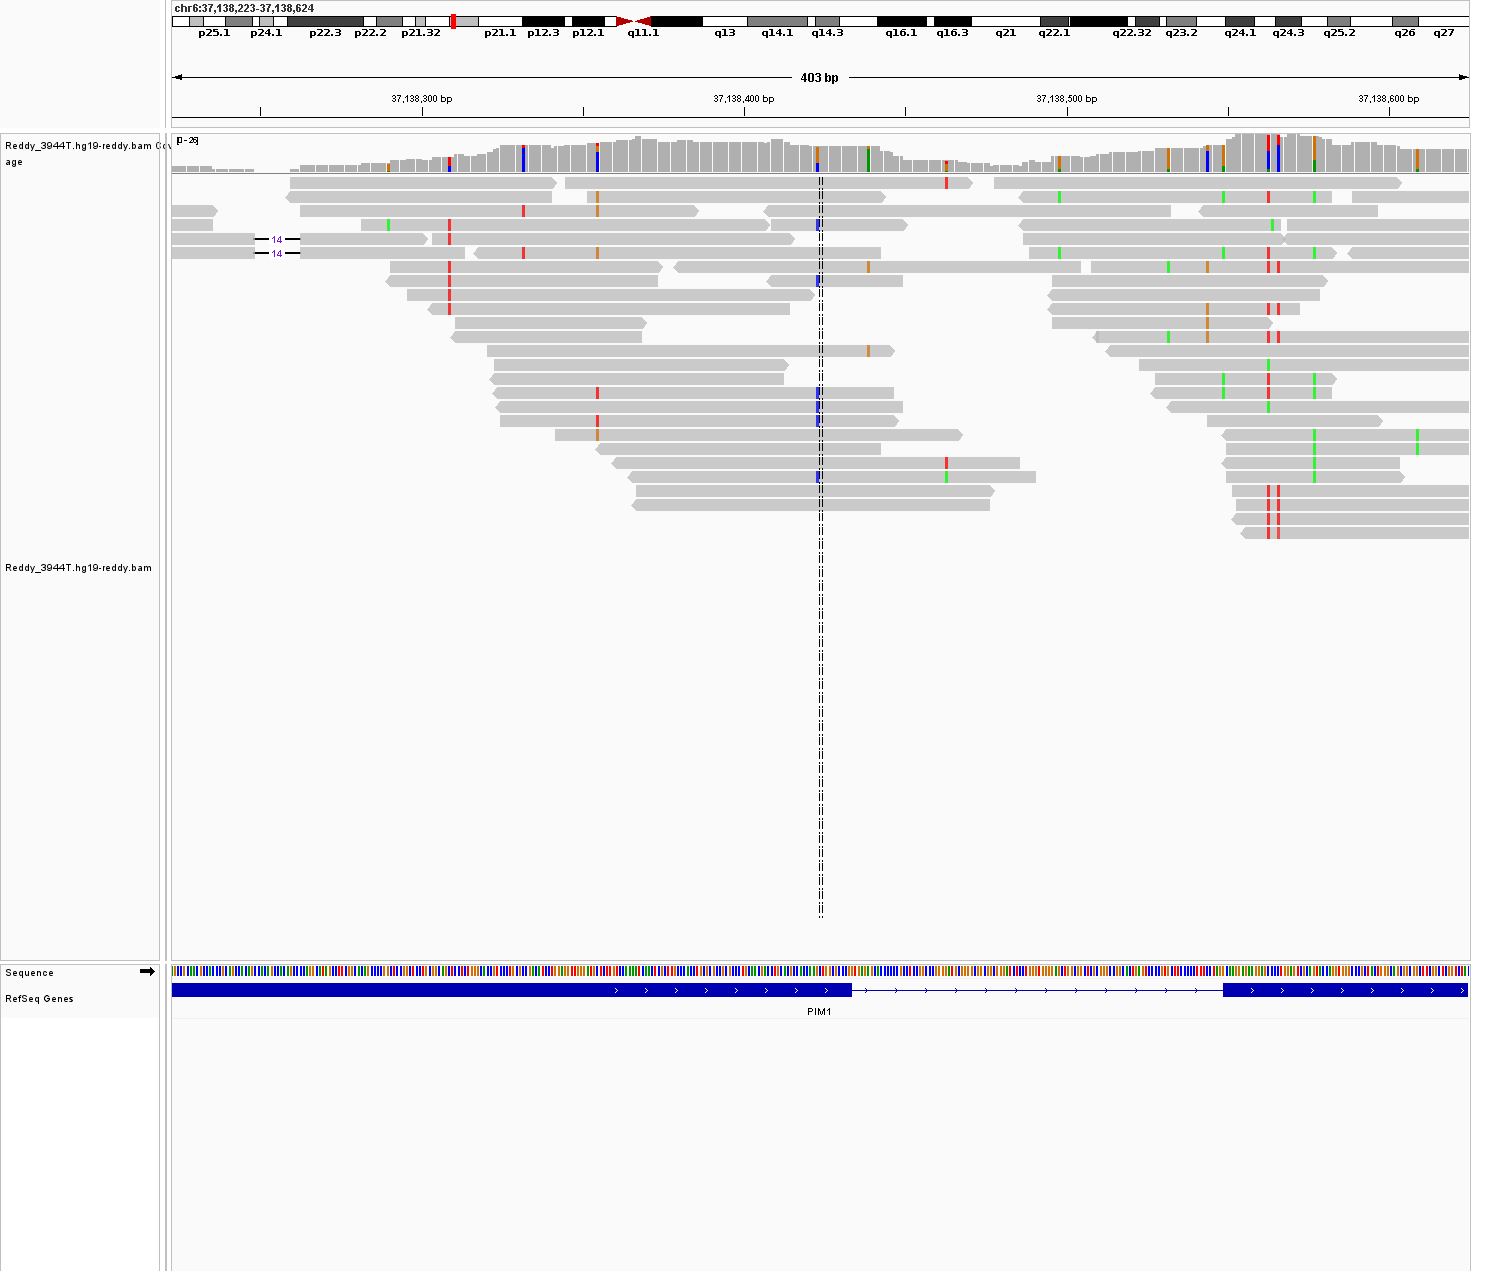 chr6:37,138,223-37,138,624
p25.1 p24.1 p22.3 p22.2 p21.32 p21.1 p12.3 p12.1 q11.1 q13 q14.1 q14.3 q16.1 q16.3 q21 q22.1 q22.32 q23.2 q24.1 q24.3 q25.2 q26 q27
403 bp
37,138,300 bp 37,138,400 bp 37,138,500 bp 37,138,600 bp
Reddy_3944T.hg19-reddy.bam Cov
age
[0-26]
14
14
Reddy_3944T.hg19-reddy.bam
Sequence
RefSeq Genes
PIM1